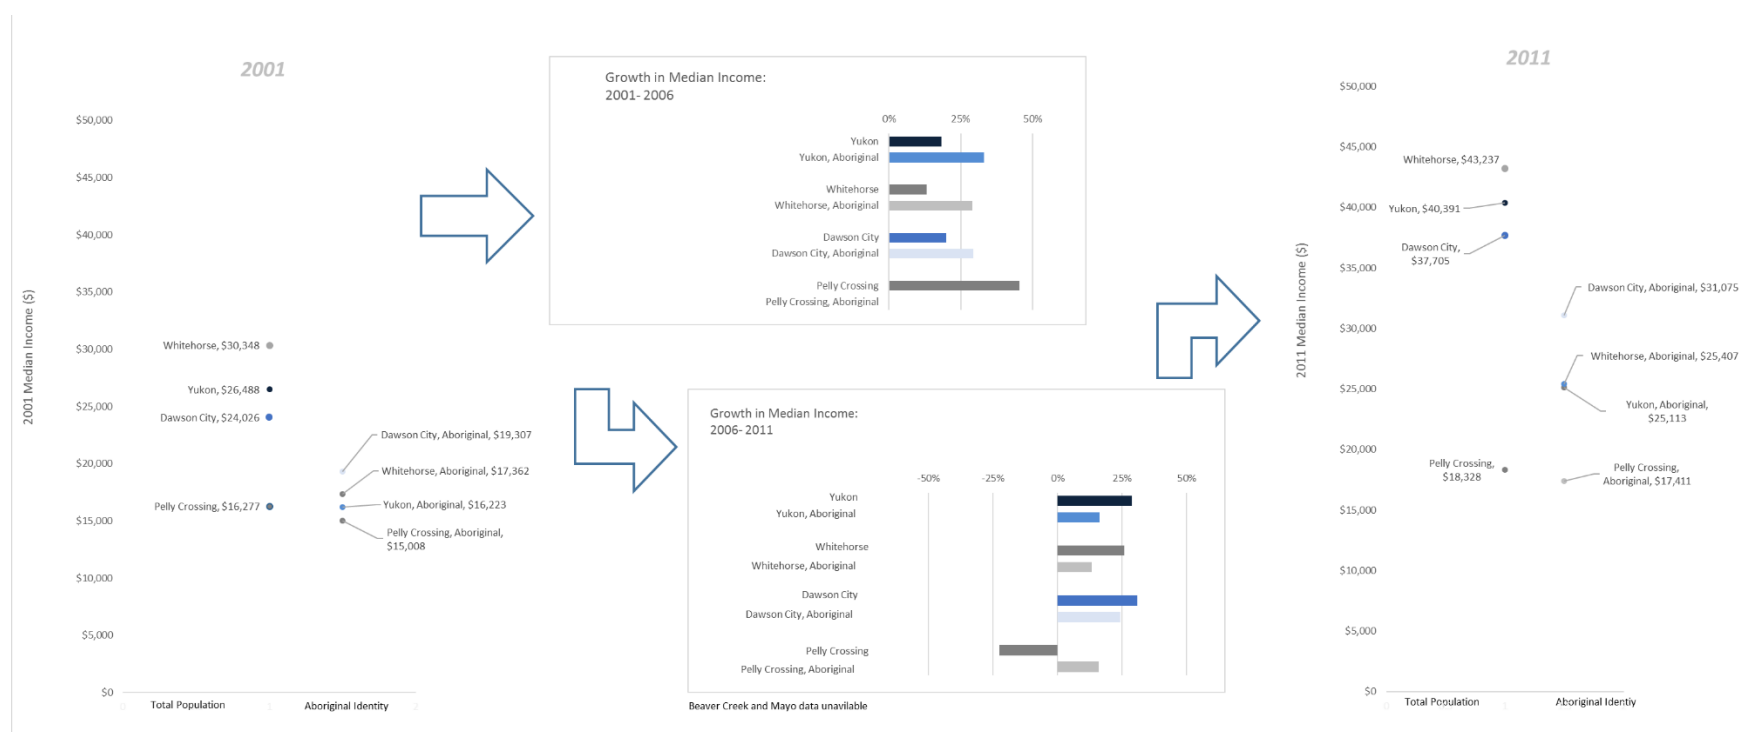 2001
2001 Median Income ($)
$50,000
$45,000
$40,000
$35,000
$30,000
$25,000
$20,000
$15,000
$10,000
$5,000
$0
Whitehorse, $30,348
Yukon, $26,488
Dawson City, $24,026
Pelly Crossing, $16,277
Dawson City, Aboriginal, $19,307
Whitehorse, Aboriginal, $17,362
Yukon, Aboriginal, $16,223
Pelly Crossing, Aboriginal,
$15,008
0
Total Population
1
Aboriginal Identity
2
Growth in Median Income:
2001- 2006
0% 25% 50%
Yukon
Yukon, Aboriginal
Whitehorse
Whitehorse, Aboriginal
Dawson City
Dawson City, Aboriginal
Pelly Crossing
Pelly Crossing, Aboriginal
Growth in Median Income:
2006- 2011
-50% -25% 0% 25% 50%
Yukon
Yukon, Aboriginal
Whitehorse
Whitehorse, Aboriginal
Dawson City
Dawson City, Aboriginal
Pelly Crossing
Pelly Crossing, Aboriginal
Beaver Creek and Mayo data unavilable
2011
2011 Median Income ($)
$50,000
$45,000
$40,000
$35,000
$30,000
$25,000
$20,000
$15,000
$10,000
$5,000
$0
Whitehorse, $43,237
Yukon, $40,391
Dawson City,
$37,705
Dawson City, Aboriginal, $31,075
Whitehorse, Aboriginal, $25,407
Yukon, Aboriginal,
$25,113
Pelly Crossing,
$18,328
Pelly Crossing,
Aboriginal, $17,411
0
Total Population
1
Aboriginal Identiy